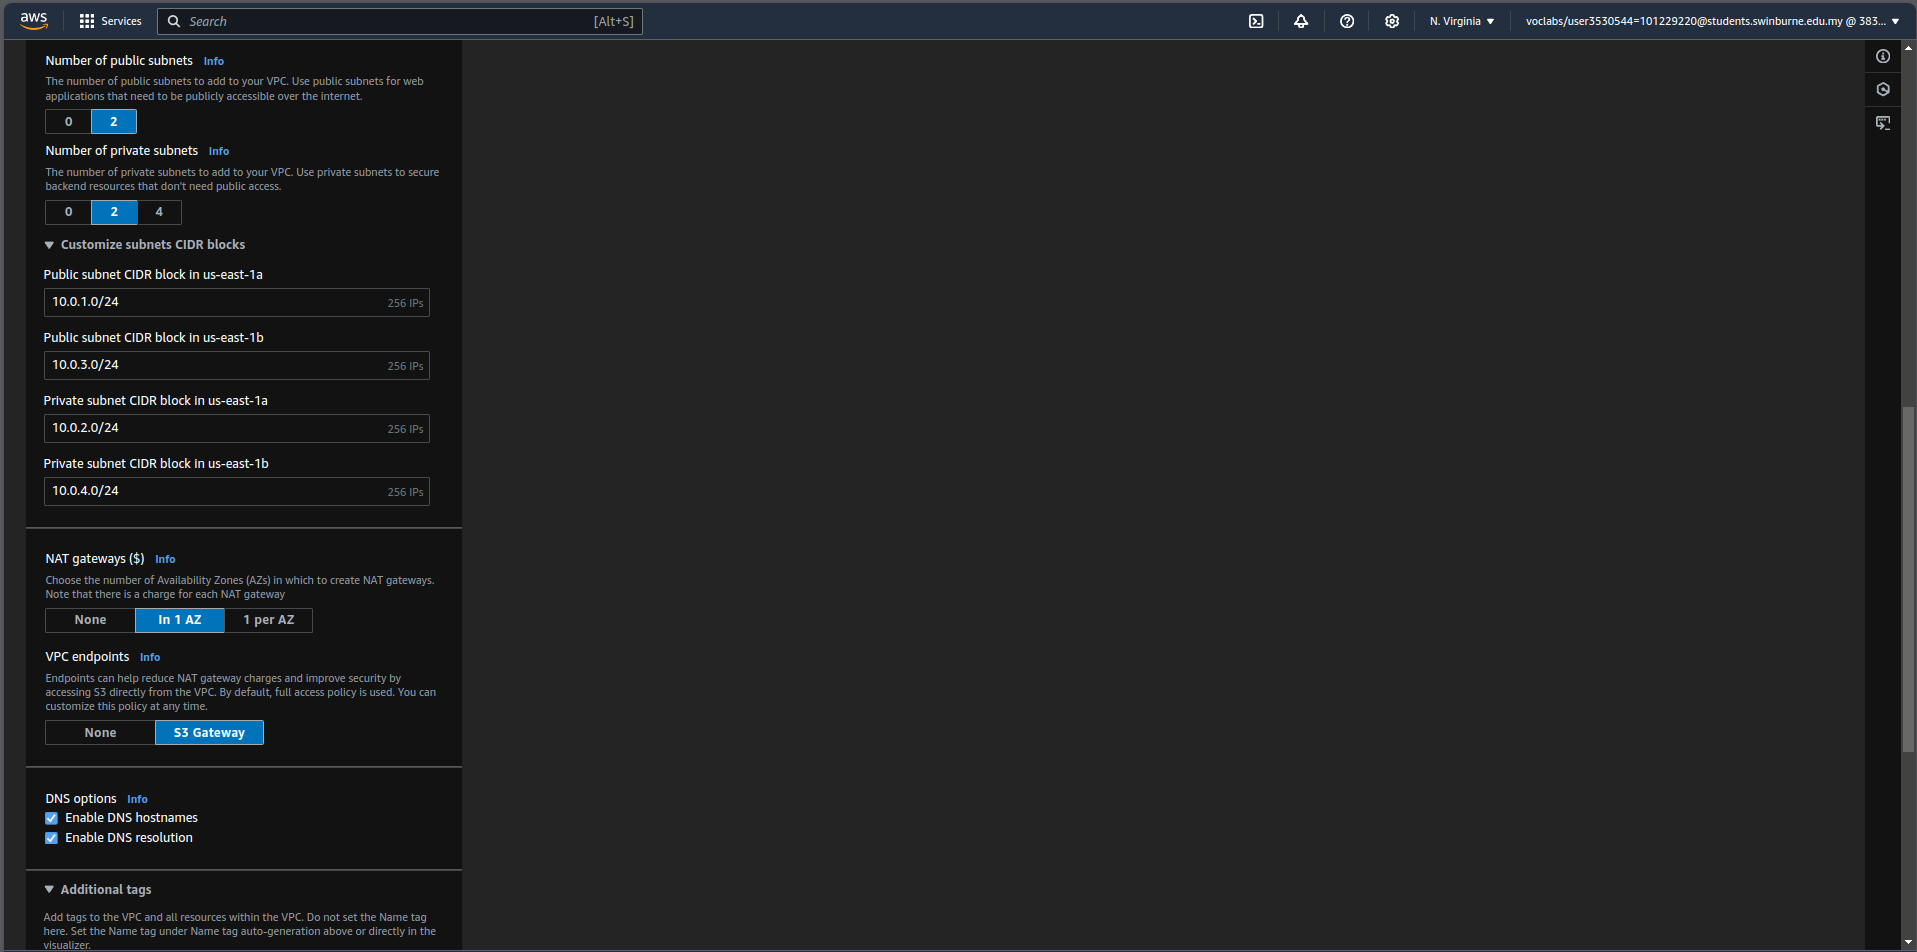 aws Services Search [Alt+S] N. Virginia voclabs/user3530544=101229220@students.swinburne.edu.my @ 383...
Number of public subnets Info
The number of public subnets to add to your VPC. Use public subnets for web
applications that need to be publicly accessible over the internet.
0 2
Number of private subnets Info
The number of private subnets to add to your VPC. Use private subnets to secure
backend resources that don't need public access.
0 2 4
Customize subnets CIDR blocks
Public subnet CIDR block in us-east-1a
10.0.1.0/24 256 IPs
Public subnet CIDR block in us-east-1b
10.0.3.0/24 256 IPs
Private subnet CIDR block in us-east-1a
10.0.2.0/24 256 IPs
Private subnet CIDR block in us-east-1b
10.0.4.0/24 256 IPs
NAT gateways ($) Info
Choose the number of Availability Zones (AZs) in which to create NAT gateways.
Note that there is a charge for each NAT gateway
None In 1 AZ 1 per AZ
VPC endpoints Info
Endpoints can help reduce NAT gateway charges and improve security by
accessing S3 directly from the VPC. By default, full access policy is used. You can
customize this policy at any time.
None S3 Gateway
DNS options Info
Enable DNS hostnames
Enable DNS resolution
Additional tags
Add tags to the VPC and all resources within the VPC. Do not set the Name tag
here. Set the Name tag under Name tag auto-generation above or directly in the
visualizer.